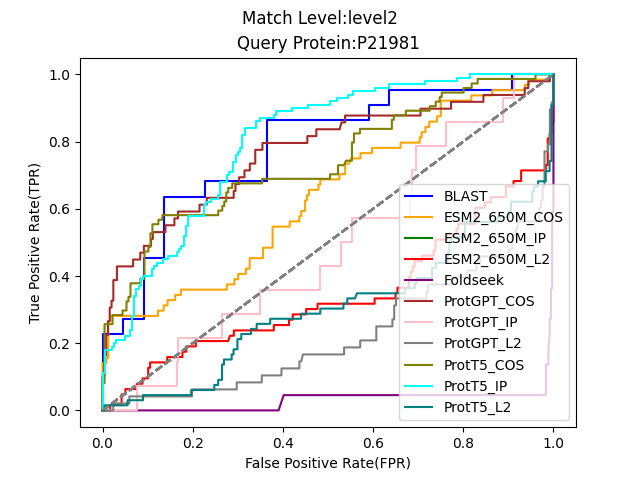 Match Level:level2
Query Protein:P21981
True Positive Rate(TPR)
1.0
0.8
0.6
0.4
0.2
0.0
BLAST
ESM2_650M_COS
ESM2_650M_IP
ESM2_650M_L2
Foldseek
ProtGPT_COS
ProtGPT_IP
ProtGPT_L2
ProtT5_COS
ProtT5_IP
ProtT5_L2
0.0 0.2 0.4 0.6 0.8 1.0
False Positive Rate(FPR)